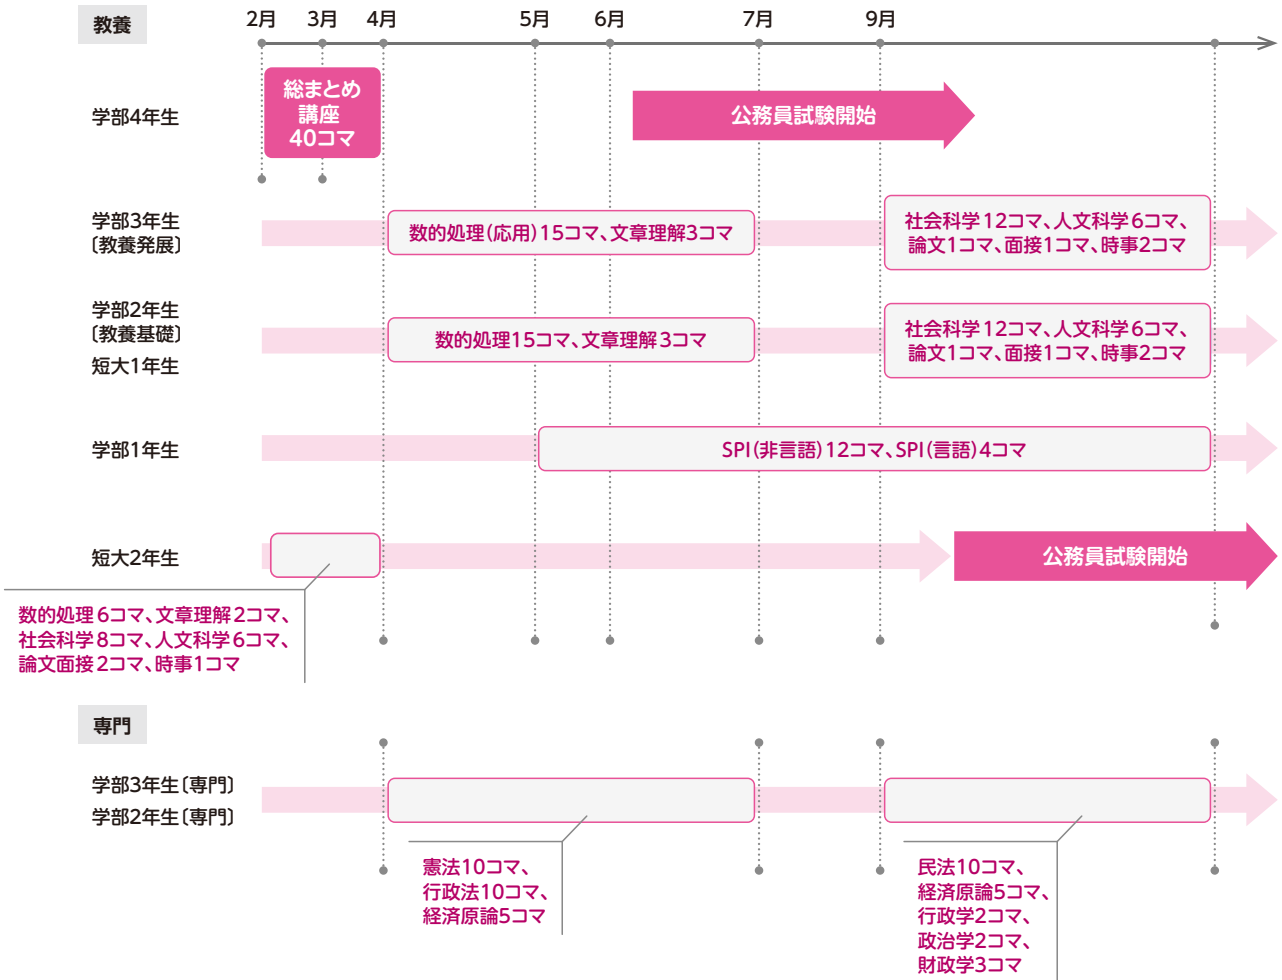 教養
2月 3月 4月 5月 6月 7月 9月
学部4年生
総まとめ
講座
40コマ
公務員試験開始
学部3年生
〔教養発展〕
数的処理(応用)15コマ、文章理解3コマ
社会科学12コマ、人文科学6コマ、
論文1コマ、面接1コマ、時事2コマ
学部2年生
〔教養基礎〕
短大1年生
数的処理15コマ、文章理解3コマ
社会科学12コマ、人文科学6コマ、
論文1コマ、面接1コマ、時事2コマ
学部1年生
SPI(非言語)12コマ、SPI(言語)4コマ
短大2年生
公務員試験開始
数的処理6コマ、文章理解2コマ、
社会科学8コマ、人文科学6コマ、
論文面接2コマ、時事1コマ
専門
学部3年生〔専門〕
学部2年生〔専門〕
憲法10コマ、
行政法10コマ、
経済原論5コマ
民法10コマ、
経済原論5コマ、
行政学2コマ、
政治学2コマ、
財政学3コマ